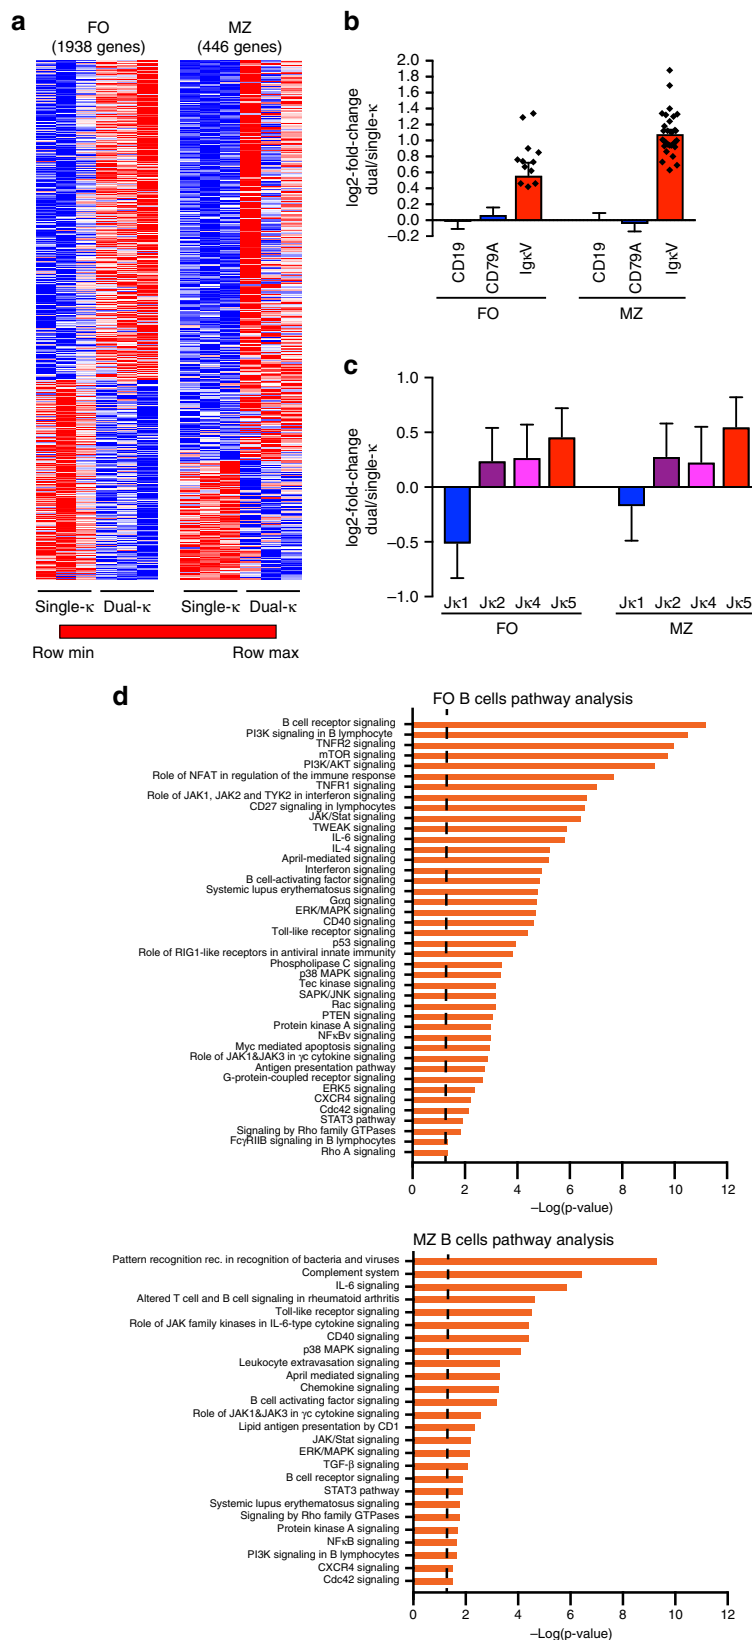 a
FO
(1938 genes)
MZ
(446 genes)
Single-κ
Dual-κ
Single-κ
Dual-κ
Row min
Row max
b
log2-fold-change
dual/single-κ
2.0
1.8
1.6
1.4
1.2
1.0
0.8
0.6
0.4
0.2
0.0
–0.2
CD19
CD79A
IgκV
CD19
CD79A
IgκV
FO
MZ
c
log2-fold-change
dual/single-κ
1.0
0.5
0.0
–0.5
–1.0
Jκ1
Jκ2
Jκ4
Jκ5
Jκ1
Jκ2
Jκ4
Jκ5
FO
MZ
d
FO B cells pathway analysis
B cell receptor signaling
PI3K signaling in B lymphocyte
TNFR2 signaling
mTOR signaling
PI3K/AKT signaling
Role of NFAT in regulation of the immune response
TNFR1 signaling
Role of JAK1, JAK2 and TYK2 in interferon signaling
CD27 signaling in lymphocytes
JAK/Stat signaling
TWEAK signaling
IL-6 signaling
IL-4 signaling
April-mediated signaling
Interferon signaling
B cell-activating factor signaling
Systemic lupus erythematosus signaling
Gαq signaling
ERK/MAPK signaling
CD40 signaling
Toll-like receptor signaling
p53 signaling
Role of RIG1-like receptors in antiviral innate immunity
Phospholipase C signaling
p38 MAPK signaling
Tec kinase signaling
SAPK/JNK signaling
Rac signaling
PTEN signaling
Protein kinase A signaling
NFκBv signaling
Myc mediated apoptosis signaling
Role of JAK1&JAK3 in γc cytokine signaling
Antigen presentation pathway
G-protein-coupled receptor signaling
ERK5 signaling
CXCR4 signaling
Cdc42 signaling
STAT3 pathway
Signaling by Rho family GTPases
FcγRIIB signaling in B lymphocytes
Rho A signaling
0 2 4 6 8 10 12
–Log(p-value)
MZ B cells pathway analysis
Pattern recognition rec. in recognition of bacteria and viruses
Complement system
IL-6 signaling
Altered T cell and B cell signaling in rheumatoid arthritis
Toll-like receptor signaling
Role of JAK family kinases in IL-6-type cytokine signaling
CD40 signaling
p38 MAPK signaling
Leukocyte extravasation signaling
April mediated signaling
Chemokine signaling
B cell activating factor signaling
Role of JAK1&JAK3 in γc cytokine signaling
Lipid antigen presentation by CD1
JAK/Stat signaling
ERK/MAPK signaling
TGF-β signaling
B cell receptor signaling
STAT3 pathway
Systemic lupus erythematosus signaling
Signaling by Rho family GTPases
Protein kinase A signaling
NFκB signaling
PI3K signaling in B lymphocytes
CXCR4 signaling
Cdc42 signaling
0 2 4 6 8 10 12
–Log(p-value)